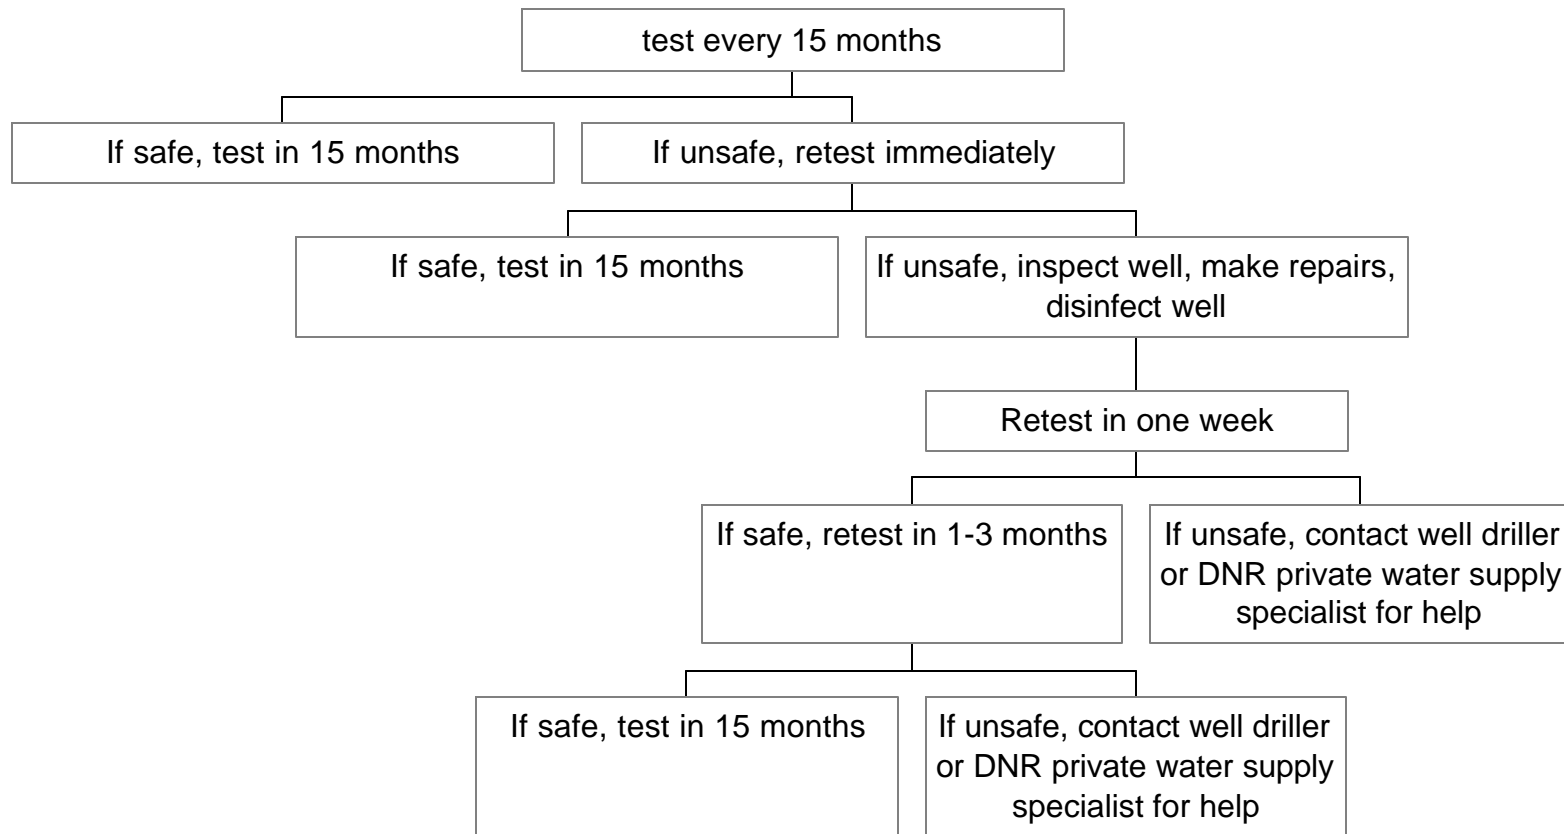 test every 15 months
If safe, test in 15 months
If unsafe, retest immediately
If safe, test in 15 months
If unsafe, inspect well, make repairs,
disinfect well
Retest in one week
If safe, retest in 1-3 months
If unsafe, contact well driller
or DNR private water supply
specialist for help
If safe, test in 15 months
If unsafe, contact well driller
or DNR private water supply
specialist for help